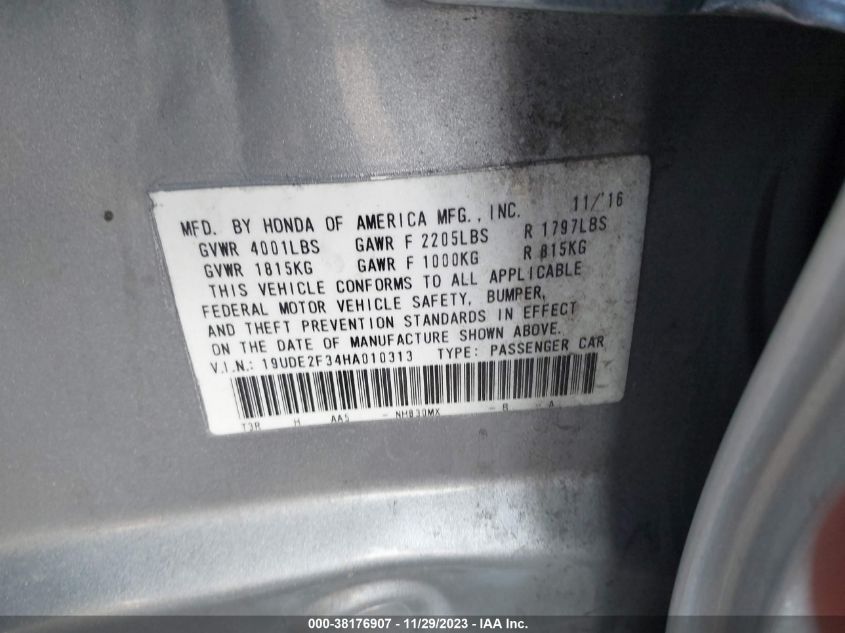 MFD. BY HONDA OF AMERICA MFG., INC. 11/'16
GVWR 4001LBS GAWR F 2205LBS R 1797LBS
GVWR 1815KG GAWR F 1000KG R 815KG
THIS VEHICLE CONFORMS TO ALL APPLICABLE
FEDERAL MOTOR VEHICLE SAFETY, BUMPER,
AND THEFT PREVENTION STANDARDS IN EFFECT
ON THE DATE OF MANUFACTURE SHOWN ABOVE.
V.I.N.: 19UDE2F34HA010313 TYPE: PASSENGER CAR
T3R H AA5 - NH830MX - B A
000-38176907 - 11/29/2023 - IAA Inc.